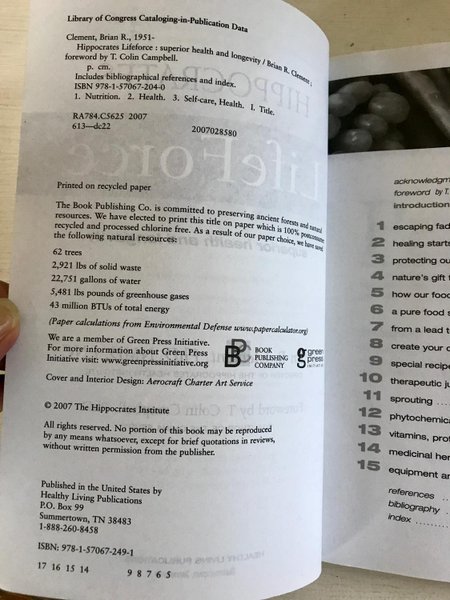 Library of Congress Cataloging-in-Publication Data
Clement, Brian R., 1951-
Hippocrates Lifeforce : superior health and longevity / Brian R. Clement ;
foreword by T. Colin Campbell.
p. cm.
Includes bibliographical references and index.
ISBN 978-1-57067-204-0
1. Nutrition. 2. Health. 3. Self-care, Health. I. Title.
RA784.C5625 2007
613—dc22
2007028580
Printed on recycled paper
The Book Publishing Co. is committed to preserving ancient forests and natural
resources. We have elected to print this title on paper which is 100% postconsumer
recycled and processed chlorine free. As a result of our paper choice, we have saved
the following natural resources:
62 trees
2,921 lbs of solid waste
22,751 gallons of water
5,481 lbs pounds of greenhouse gases
43 million BTUs of total energy
(Paper calculations from Environmental Defense www.papercalculator.org)
We are a member of Green Press Initiative.
For more information about Green Press
Initiative visit: www.greenpressinitiative.org
BOOK
PUBLISHING
COMPANY
green
press
INITIATIVE
Cover and Interior Design: Aerocraft Charter Art Service
© 2007 The Hippocrates Institute
All rights reserved. No portion of this book may be reproduced
by any means whatsoever, except for brief quotations in reviews,
without written permission from the publisher.
Published in the United States by
Healthy Living Publications
P.O. Box 99
Summertown, TN 38483
1-888-260-8458
ISBN: 978-1-57067-249-1
17 16 15 14 9 8 7 6 5
acknowledgm
foreword by T.
introduction
1 escaping fad
2 healing starts
3 protecting ou
4 nature's gift
5 how our food
6 a pure food s
7 from a lead t
8 create your o
9 special recipe
10 therapeutic ju
11 sprouting
12 phytochemica
13 vitamins, prot
14 medicinal her
15 equipment an
references
bibliography
index